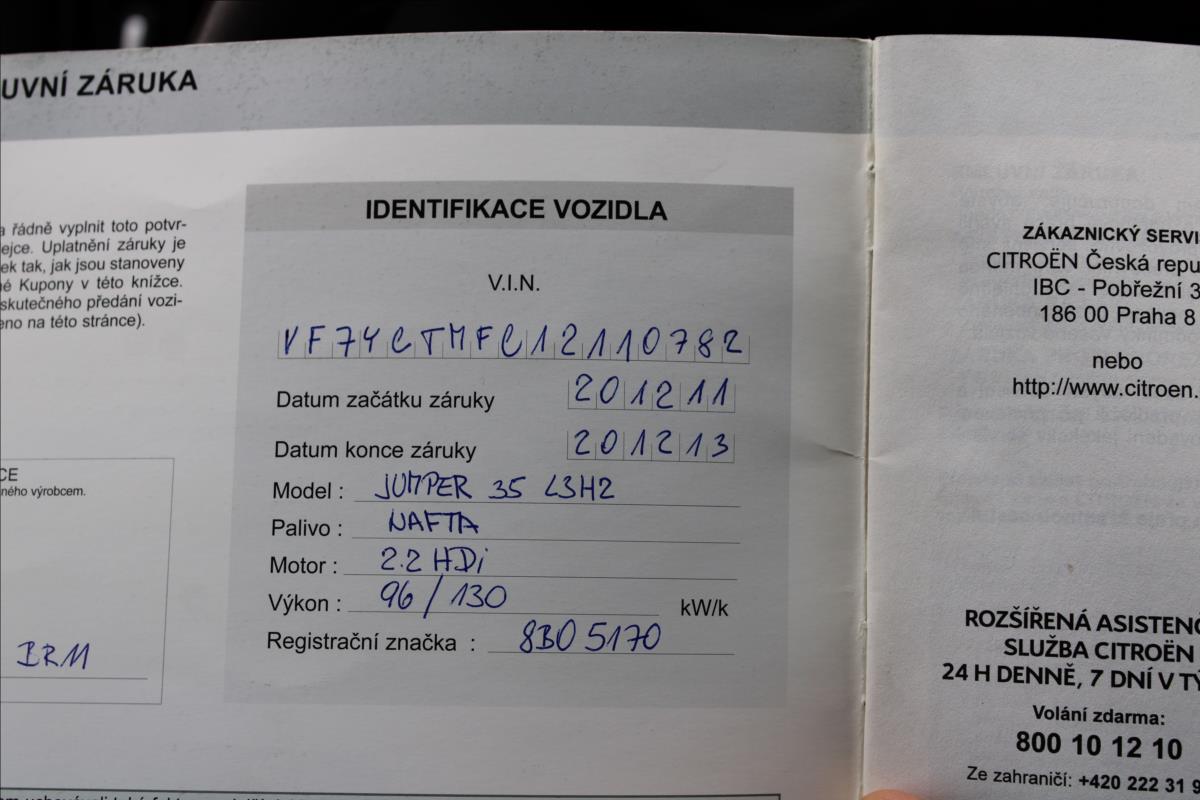 UVNÍ ZÁRUKA
a řádně vyplnit toto potvr-
ejce. Uplatnění záruky je
ek tak, jak jsou stanoveny
é Kupony v této knížce.
skutečného předání vozi-
eno na této stránce).
CE
ného výrobcem.
BRM
IDENTIFIKACE VOZIDLA
V.I.N.
VF74CTMFC12110782
Datum začátku záruky 201211
Datum konce záruky 201213
Model : JUMPER 35 L3H2
Palivo : NAFTA
Motor : 2.2 HDi
Výkon : 96/130 kW/k
Registrační značka : 8B0 5170
ZÁKAZNICKÝ SERVI
CITROËN Česká repu
IBC - Pobřežní 3
186 00 Praha 8
nebo
http://www.citroen.
ROZŠÍŘENÁ ASISTENC
SLUŽBA CITROËN
24 H DENNĚ, 7 DNÍ V TÝ
Volání zdarma:
800 10 12 10
Ze zahraničí: +420 222 31 9